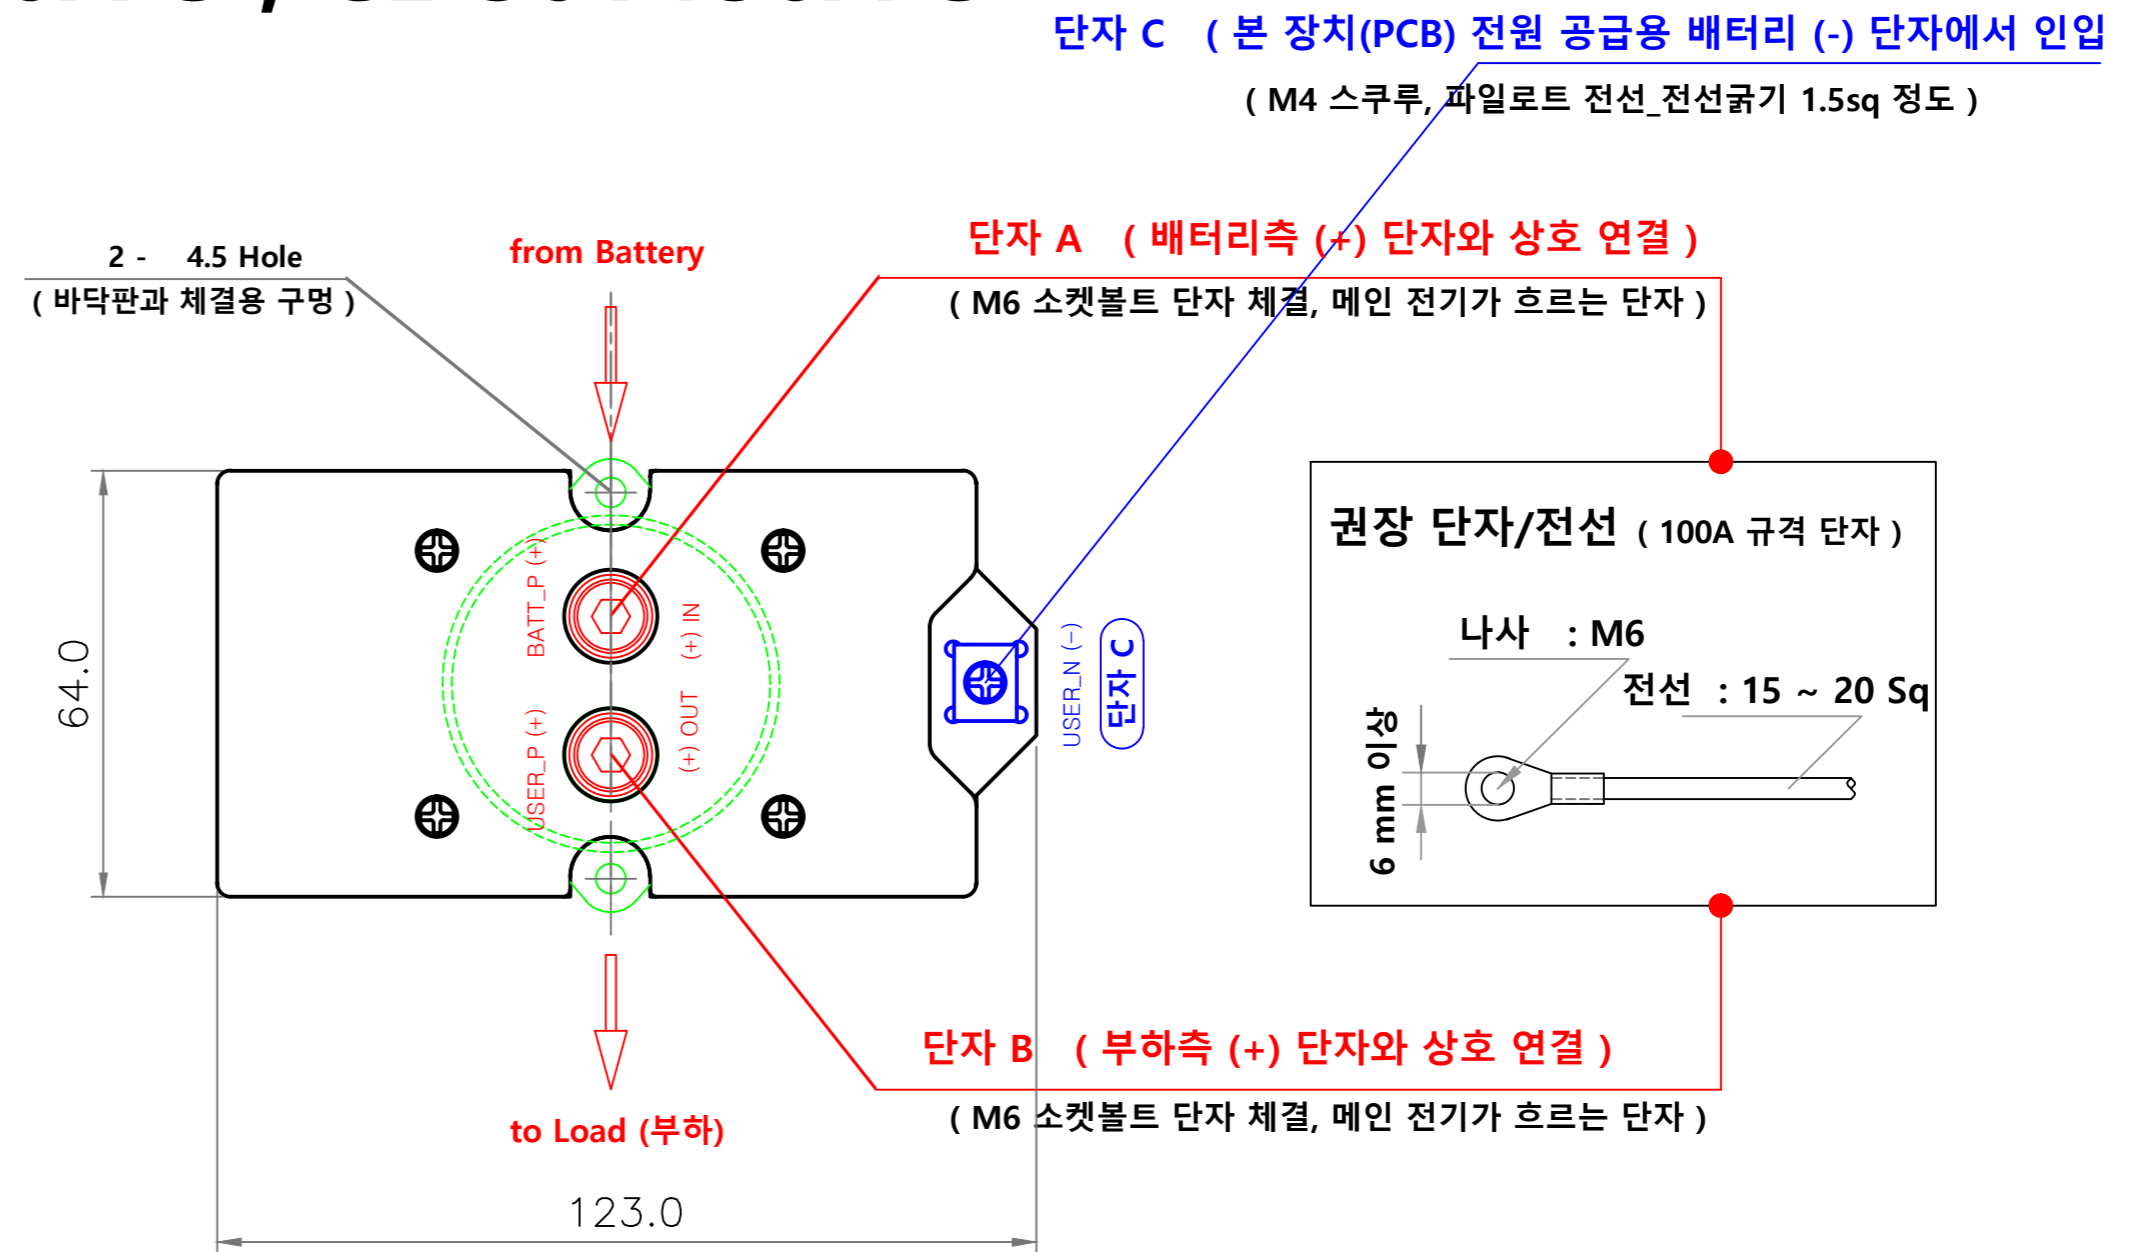 단자 C ( 본 장치(PCB) 전원 공급용 배터리 (-) 단자에서 인입
( M4 스쿠루, 파일로트 전선_전선굵기 1.5sq 정도 )
단자 A ( 배터리측 (+) 단자와 상호 연결 )
( M6 소켓볼트 단자 체결, 메인 전기가 흐르는 단자 )
2 - 4.5 Hole
( 바닥판과 체결용 구멍 )
from Battery
권장 단자/전선 ( 100A 규격 단자 )
나사 : M6
전선 : 15 ~ 20 Sq
6 mm 이상
BATT_P (+)
(+) IN
USER_P (+)
(+) OUT
USER_N (-)
단자 C
64.0
단자 B ( 부하측 (+) 단자와 상호 연결 )
( M6 소켓볼트 단자 체결, 메인 전기가 흐르는 단자 )
to Load (부하)
123.0